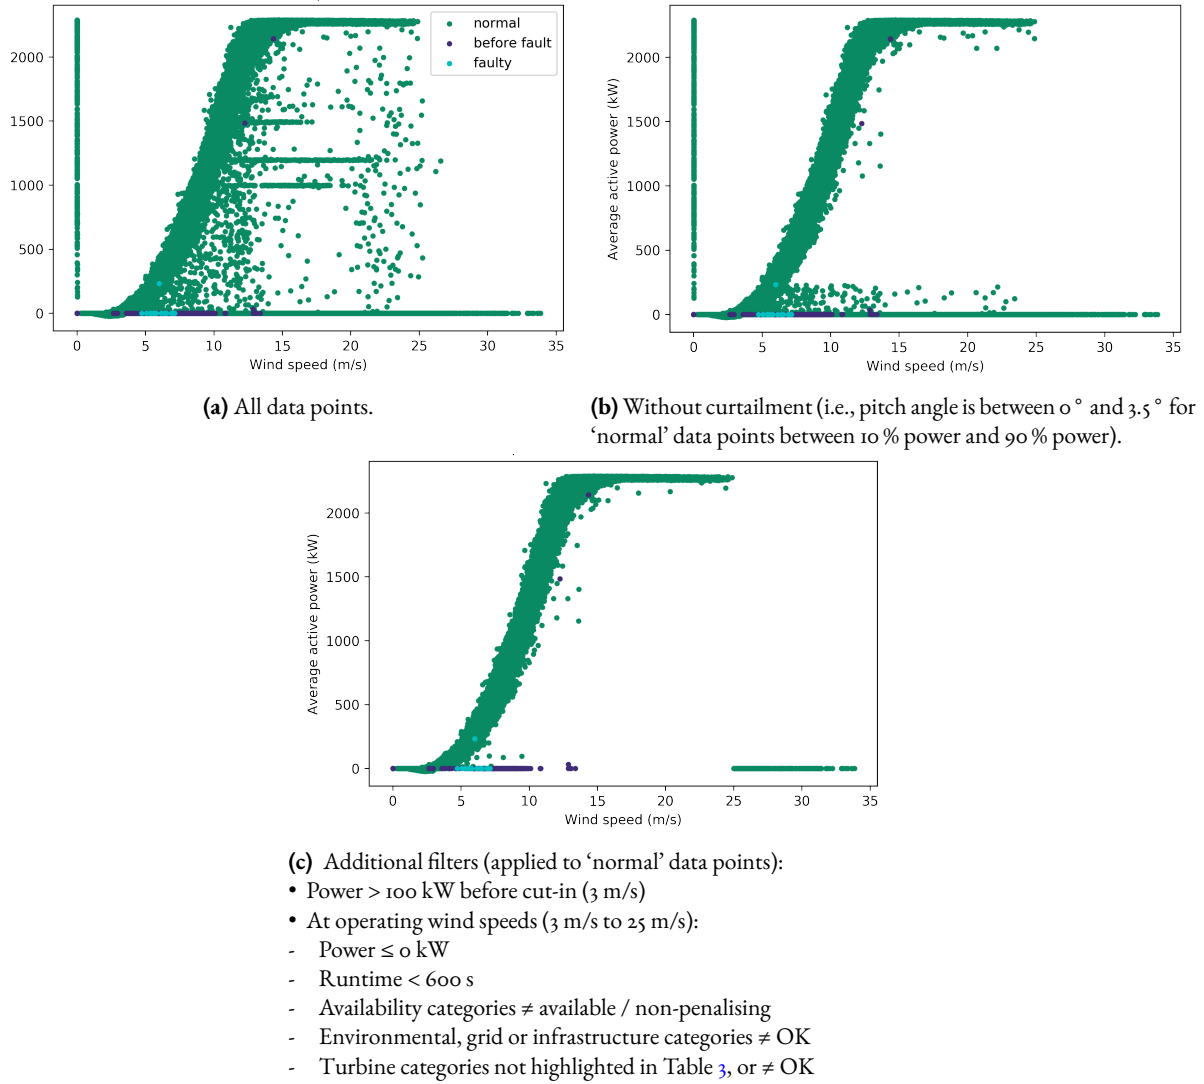 normal
before fault
faulty
2000
1500
1000
500
0
0 5 10 15 20 25 30 35
Wind speed (m/s)
Average active power (kW)
2000
1500
1000
500
0
0 5 10 15 20 25 30 35
Wind speed (m/s)
(a) All data points.
(b) Without curtailment (i.e., pitch angle is between 0° and 3.5° for
‘normal’ data points between 10 % power and 90 % power).
Average active power (kW)
2000
1500
1000
500
0
0 5 10 15 20 25 30 35
Wind speed (m/s)
(c) Additional filters (applied to ‘normal’ data points):
• Power > 100 kW before cut-in (3 m/s)
• At operating wind speeds (3 m/s to 25 m/s):
- Power ≤ 0 kW
- Runtime < 600 s
- Availability categories ≠ available / non-penalising
- Environmental, grid or infrastructure categories ≠ OK
- Turbine categories not highlighted in Table 3, or ≠ OK